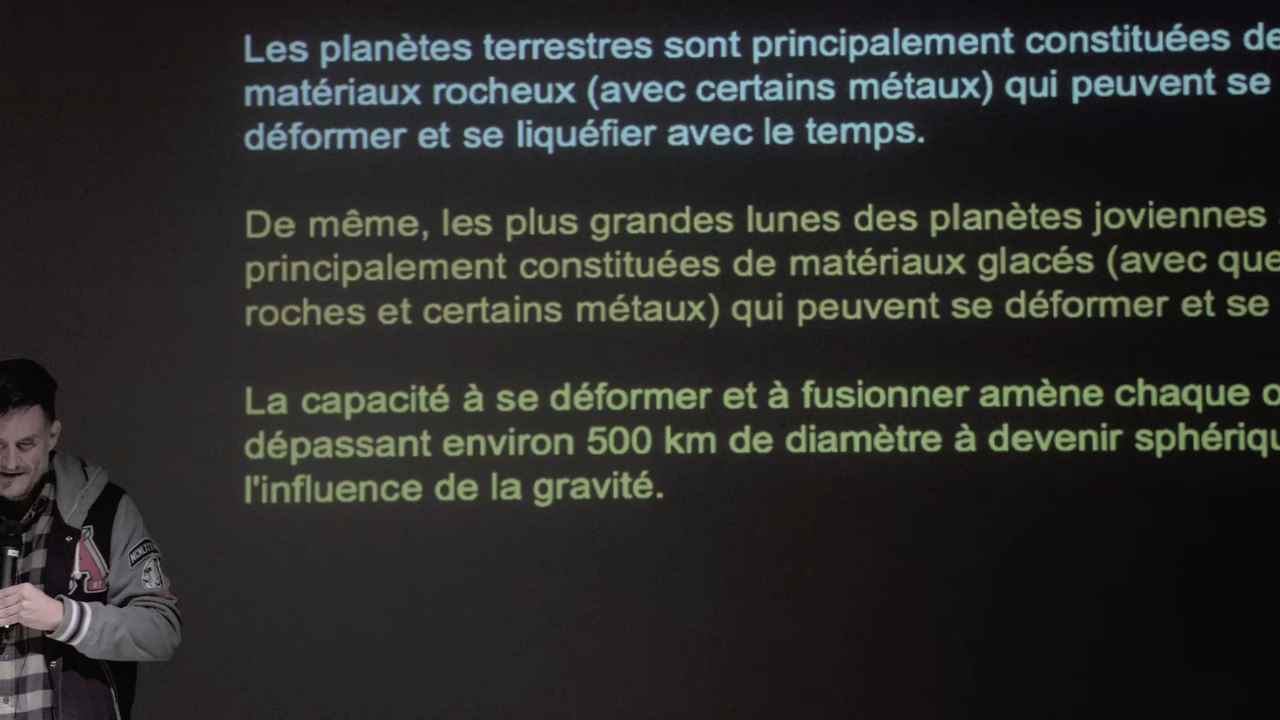 Les planètes terrestres sont principalement constituées de
matériaux rocheux (avec certains métaux) qui peuvent se
déformer et se liquéfier avec le temps.
De même, les plus grandes lunes des planètes joviennes
principalement constituées de matériaux glacés (avec que
roches et certains métaux) qui peuvent se déformer et se
La capacité à se déformer et à fusionner amène chaque o
dépassant environ 500 km de diamètre à devenir sphériqu
l'influence de la gravité.
A
87